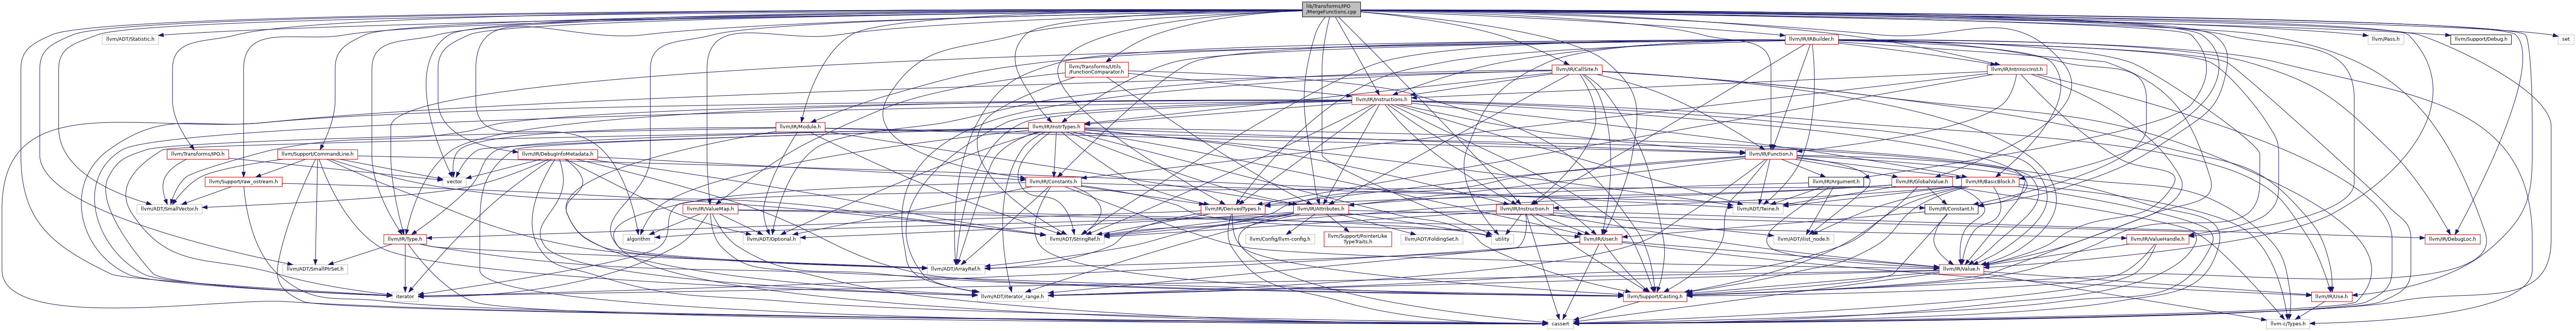 lib/Transforms/IPO
/MergeFunctions.cpp
llvm/ADT/Statistic.h
llvm/IR/IRBuilder.h
llvm/Pass.h
llvm/Support/Debug.h
set
llvm/Transforms/Utils
/FunctionComparator.h
llvm/IR/CallSite.h
llvm/IR/IntrinsicInst.h
llvm/IR/Instructions.h
llvm/IR/Module.h
llvm/IR/InstrTypes.h
llvm/Transforms/IPO.h
llvm/Support/CommandLine.h
llvm/IR/DebugInfoMetadata.h
llvm/IR/Function.h
llvm/Support/raw_ostream.h
vector
llvm/IR/Constants.h
llvm/IR/Argument.h
llvm/IR/GlobalValue.h
llvm/IR/BasicBlock.h
llvm/ADT/SmallVector.h
llvm/IR/ValueMap.h
llvm/IR/DerivedTypes.h
llvm/IR/Attributes.h
llvm/IR/Instruction.h
llvm/ADT/Twine.h
llvm/IR/Constant.h
llvm/IR/Type.h
algorithm
llvm/ADT/Optional.h
llvm/ADT/StringRef.h
llvm/Config/llvm-config.h
llvm/Support/PointerLike
TypeTraits.h
llvm/ADT/FoldingSet.h
utility
llvm/IR/User.h
llvm/ADT/ilist_node.h
llvm/IR/ValueHandle.h
llvm/IR/DebugLoc.h
llvm/ADT/SmallPtrSet.h
llvm/ADT/ArrayRef.h
llvm/IR/Value.h
iterator
llvm/ADT/iterator_range.h
llvm/Support/Casting.h
llvm/IR/Use.h
cassert
llvm-c/Types.h